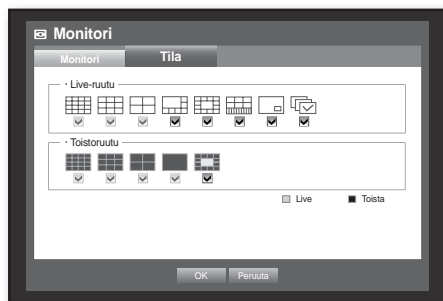 Monitori
Monitori Tila
· Live-ruutu
· Toistoruutu
Live Toista
OK Peruuta